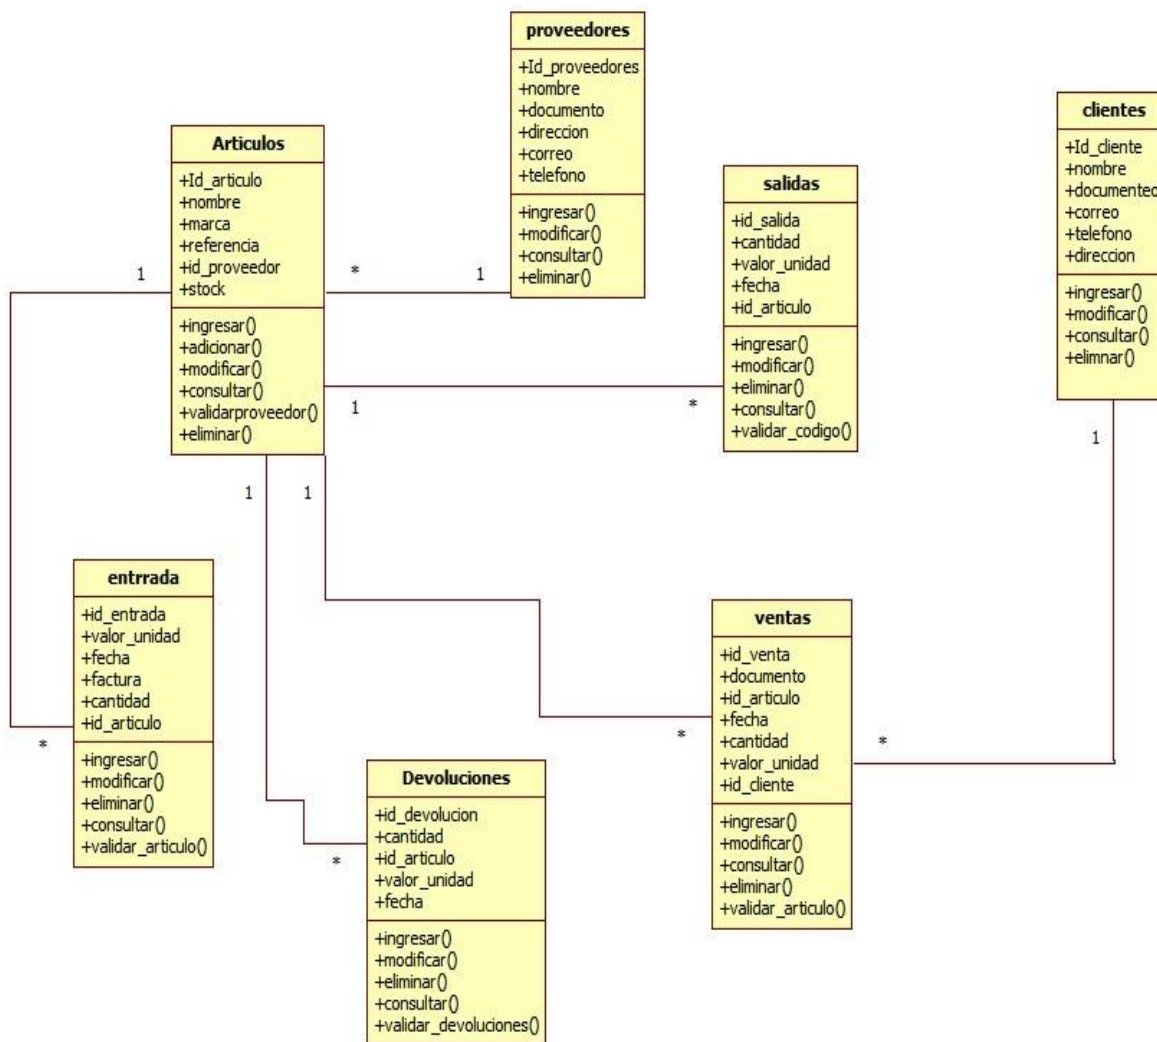 proveedores
+Id_proveedores
+nombre
+documento
+direccion
+correo
+telefono
+ingresar()
+modificar()
+consultar()
+eliminar()
clientes
+Id_cliente
+nombre
+documenteo
+correo
+telefono
+direccion
+ingresar()
+modificar()
+consultar()
+elimnar()
Articulos
+Id_articulo
+nombre
+marca
+referencia
+id_proveedor
+stock
+ingresar()
+adicionar()
+modificar()
+consultar()
+validarproveedor()
+eliminar()
salidas
+id_salida
+cantidad
+valor_unidad
+fecha
+id_articulo
+ingresar()
+modificar()
+eliminar()
+consultar()
+validar_codigo()
1
*
1
1
*
1
1
1
entrrada
+id_entrada
+valor_unidad
+fecha
+factura
+cantidad
+id_articulo
+ingresar()
+modificar()
+eliminar()
+consultar()
+validar_articulo()
*
ventas
+id_venta
+documento
+id_articulo
+fecha
+cantidad
+valor_unidad
+id_cliente
+ingresar()
+modificar()
+consultar()
+eliminar()
+validar_articulo()
*
*
Devoluciones
+id_devolucion
+cantidad
+id_articulo
+valor_unidad
+fecha
+ingresar()
+modificar()
+eliminar()
+consultar()
+validar_devoluciones()
*